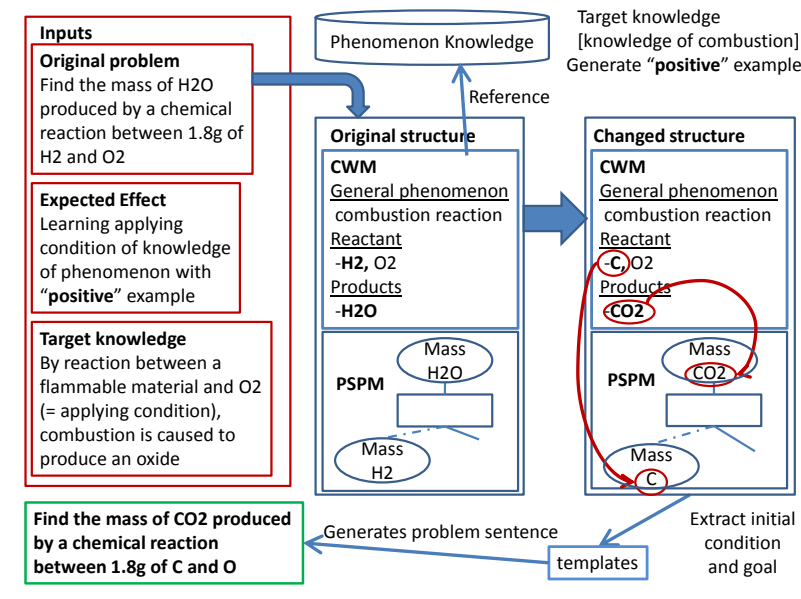 Inputs
Original problem
Find the mass of H2O
produced by a chemical
reaction between 1.8g of
H2 and O2
Expected Effect
Learning applying
condition of knowledge
of phenomenon with
“positive” example
Target knowledge
By reaction between a
flammable material and O2
(= applying condition),
combustion is caused to
produce an oxide
Phenomenon Knowledge
Reference
Target knowledge
[knowledge of combustion]
Generate “positive” example
Original structure
CWM
General phenomenon
combustion reaction
Reactant
-H2, O2
Products
-H2O
PSPM
Mass
H2O
Mass
H2
Changed structure
CWM
General phenomenon
combustion reaction
Reactant
-C, O2
Products
-CO2
PSPM
Mass
CO2
Mass
C
Extract initial
condition
and goal
templates
Generates problem sentence
Find the mass of CO2 produced
by a chemical reaction
between 1.8g of C and O